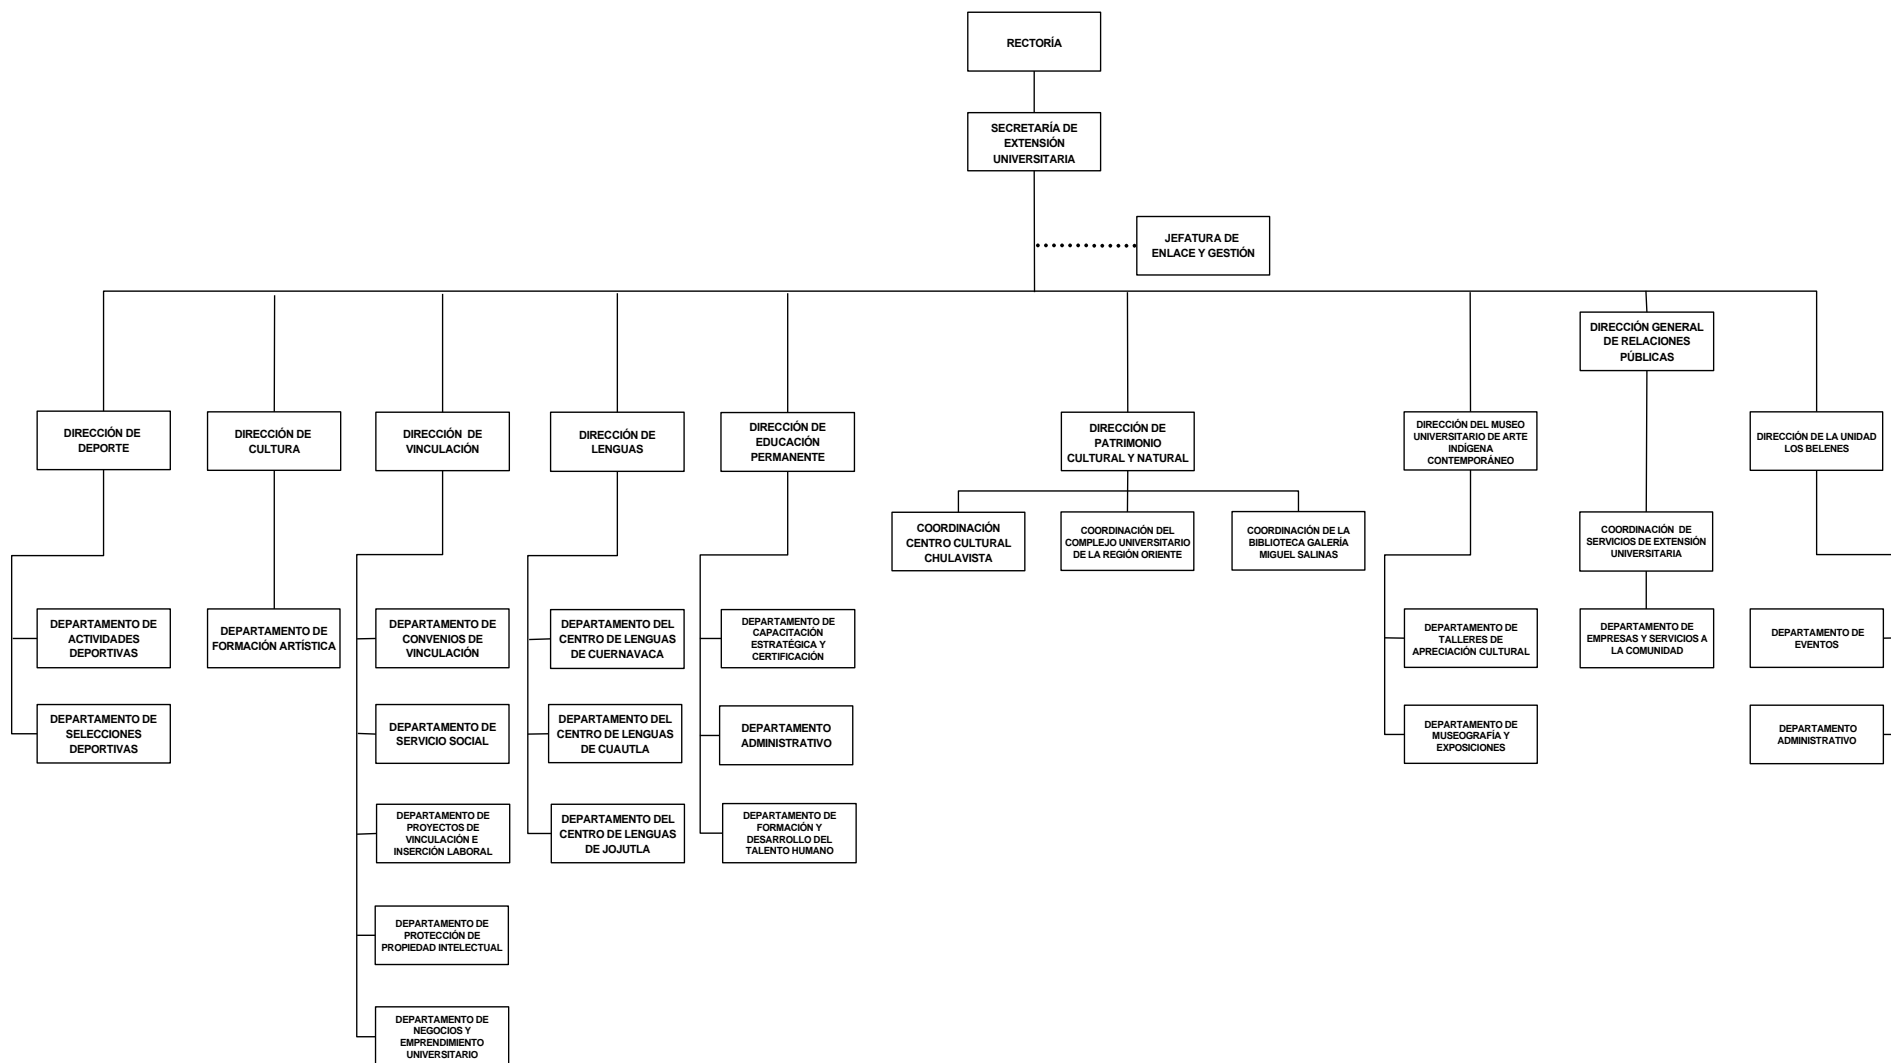 RECTORÍA
SECRETARÍA DE
EXTENSIÓN
UNIVERSITARIA
JEFATURA DE
ENLACE Y GESTIÓN
DIRECCIÓN GENERAL
DE RELACIONES
PÚBLICAS
DIRECCIÓN DE
DEPORTE
DIRECCIÓN DE
CULTURA
DIRECCIÓN DE
VINCULACIÓN
DIRECCIÓN DE
LENGUAS
DIRECCIÓN DE
EDUCACIÓN
PERMANENTE
DIRECCIÓN DE
PATRIMONIO
CULTURAL Y NATURAL
DIRECCIÓN DEL MUSEO
UNIVERSITARIO DE ARTE
INDÍGENA
CONTEMPORÁNEO
DIRECCIÓN DE LA UNIDAD
LOS BELENES
COORDINACIÓN
CENTRO CULTURAL
CHULAVISTA
COORDINACIÓN DEL
COMPLEJO UNIVERSITARIO
DE LA REGIÓN ORIENTE
COORDINACIÓN DE LA
BIBLIOTECA GALERÍA
MIGUEL SALINAS
COORDINACIÓN DE
SERVICIOS DE EXTENSIÓN
UNIVERSITARIA
DEPARTAMENTO DE
ACTIVIDADES
DEPORTIVAS
DEPARTAMENTO DE
FORMACIÓN ARTÍSTICA
DEPARTAMENTO DE
CONVENIOS DE
VINCULACIÓN
DEPARTAMENTO DEL
CENTRO DE LENGUAS
DE CUERNAVACA
DEPARTAMENTO DE
CAPACITACIÓN
ESTRATÉGICA Y
CERTIFICACIÓN
DEPARTAMENTO DE
TALLERES DE
APRECIACIÓN CULTURAL
DEPARTAMENTO DE
EMPRESAS Y SERVICIOS A
LA COMUNIDAD
DEPARTAMENTO DE
EVENTOS
DEPARTAMENTO DE
SELECCIONES
DEPORTIVAS
DEPARTAMENTO DE
SERVICIO SOCIAL
DEPARTAMENTO DEL
CENTRO DE LENGUAS
DE CUAUTLA
DEPARTAMENTO
ADMINISTRATIVO
DEPARTAMENTO DE
MUSEOGRAFÍA Y
EXPOSICIONES
DEPARTAMENTO
ADMINISTRATIVO
DEPARTAMENTO DE
PROYECTOS DE
VINCULACIÓN E
INSERCIÓN LABORAL
DEPARTAMENTO DEL
CENTRO DE LENGUAS
DE JOJUTLA
DEPARTAMENTO DE
FORMACIÓN Y
DESARROLLO DEL
TALENTO HUMANO
DEPARTAMENTO DE
PROTECCIÓN DE
PROPIEDAD INTELECTUAL
DEPARTAMENTO DE
NEGOCIOS Y
EMPRENDIMIENTO
UNIVERSITARIO